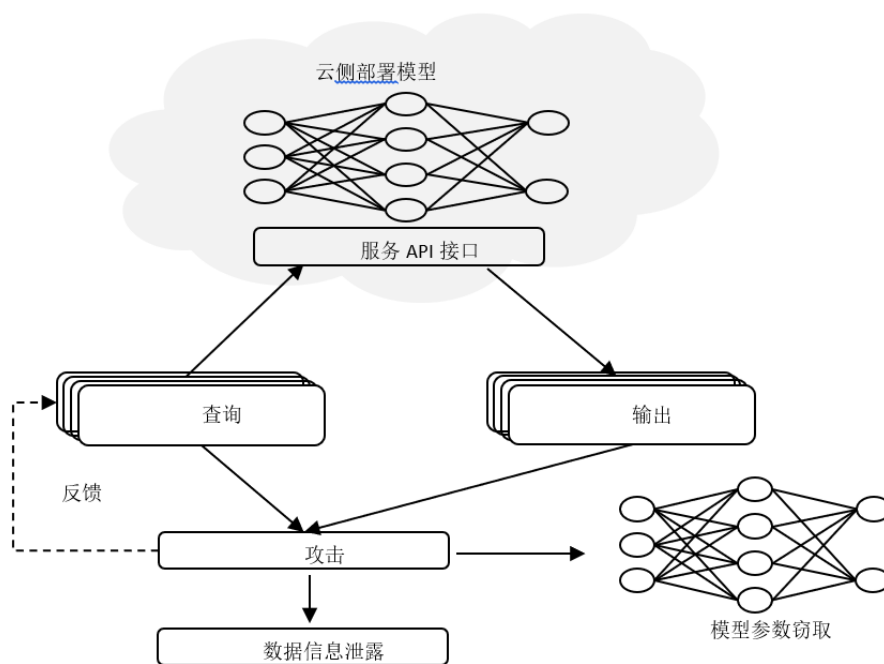 云侧部署模型
服务 API 接口
查询
输出
反馈
攻击
模型参数窃取
数据信息泄露